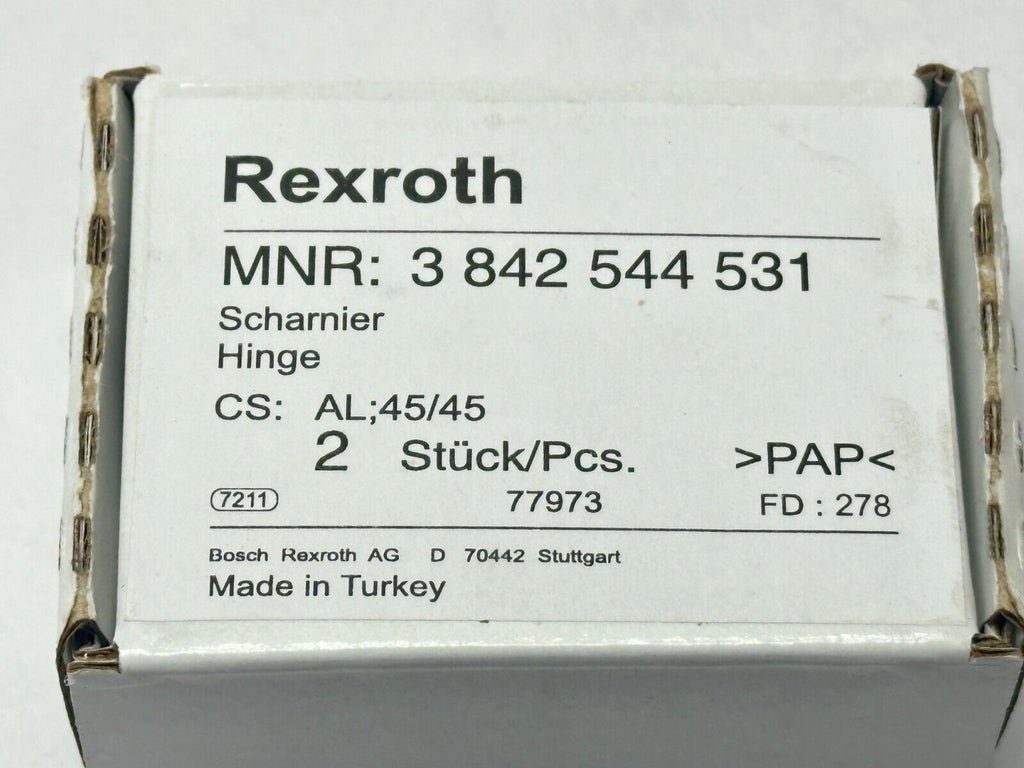 Rexroth
MNR: 3 842 544 531
Scharnier
Hinge
CS: AL;45/45
2 Stück/Pcs. >PAP<
7211 77973 FD : 278
Bosch Rexroth AG D 70442 Stuttgart
Made in Turkey